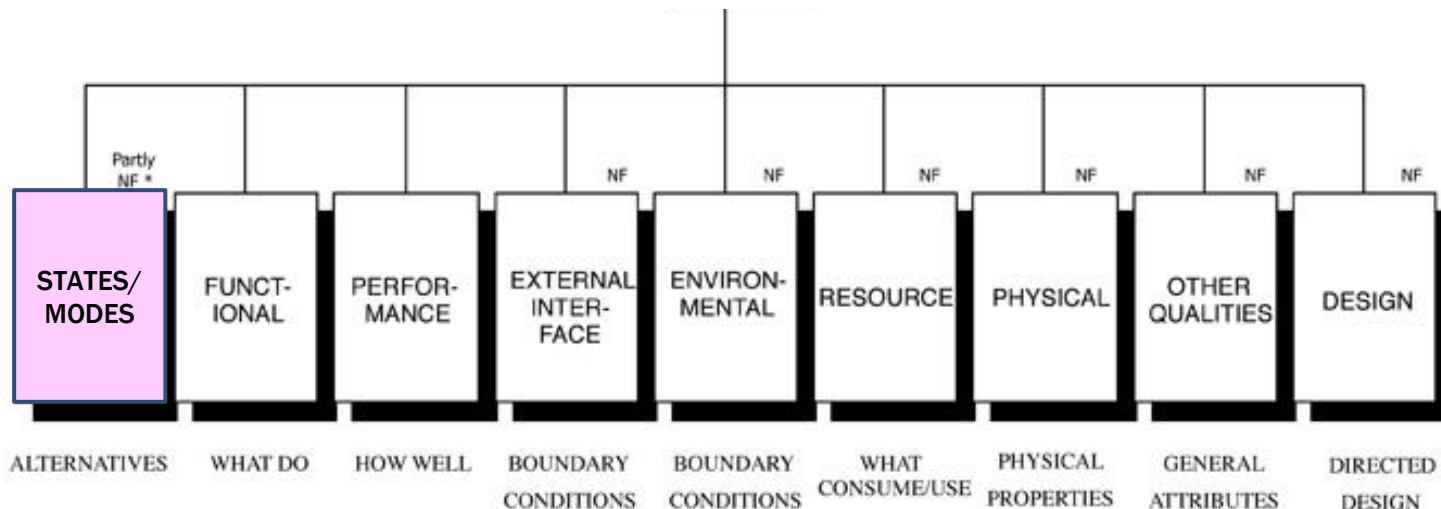 Partly
NF *
NF
NF
NF
NF
NF
NF
STATES/
MODES
FUNCT-
IONAL
PERFOR-
MANCE
EXTERNAL
INTER-
FACE
ENVIRON-
MENTAL
RESOURCE
PHYSICAL
OTHER
QUALITIES
DESIGN
ALTERNATIVES
WHAT DO
HOW WELL
BOUNDARY
CONDITIONS
BOUNDARY
CONDITIONS
WHAT
CONSUME/USE
PHYSICAL
PROPERTIES
GENERAL
ATTRIBUTES
DIRECTED
DESIGN